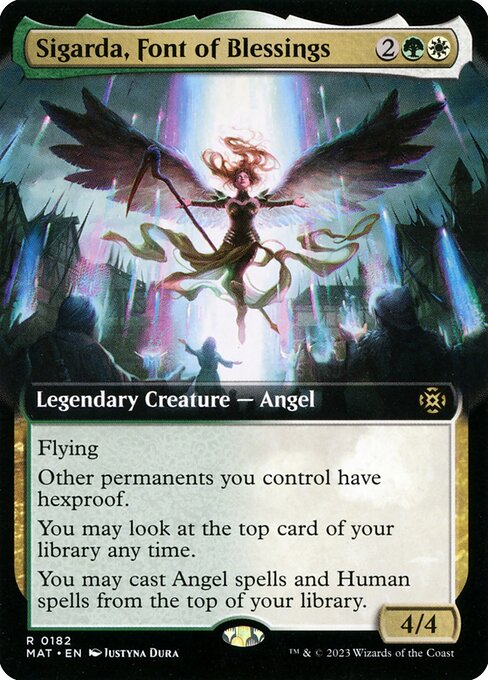 Sigarda, Font of Blessings 2
Legendary Creature — Angel
Flying
Other permanents you control have
hexproof.
You may look at the top card of your
library any time.
You may cast Angel spells and Human
spells from the top of your library.
4/4
R 0182
MAT • EN Justyna Dura
™ & © 2023 Wizards of the Coast